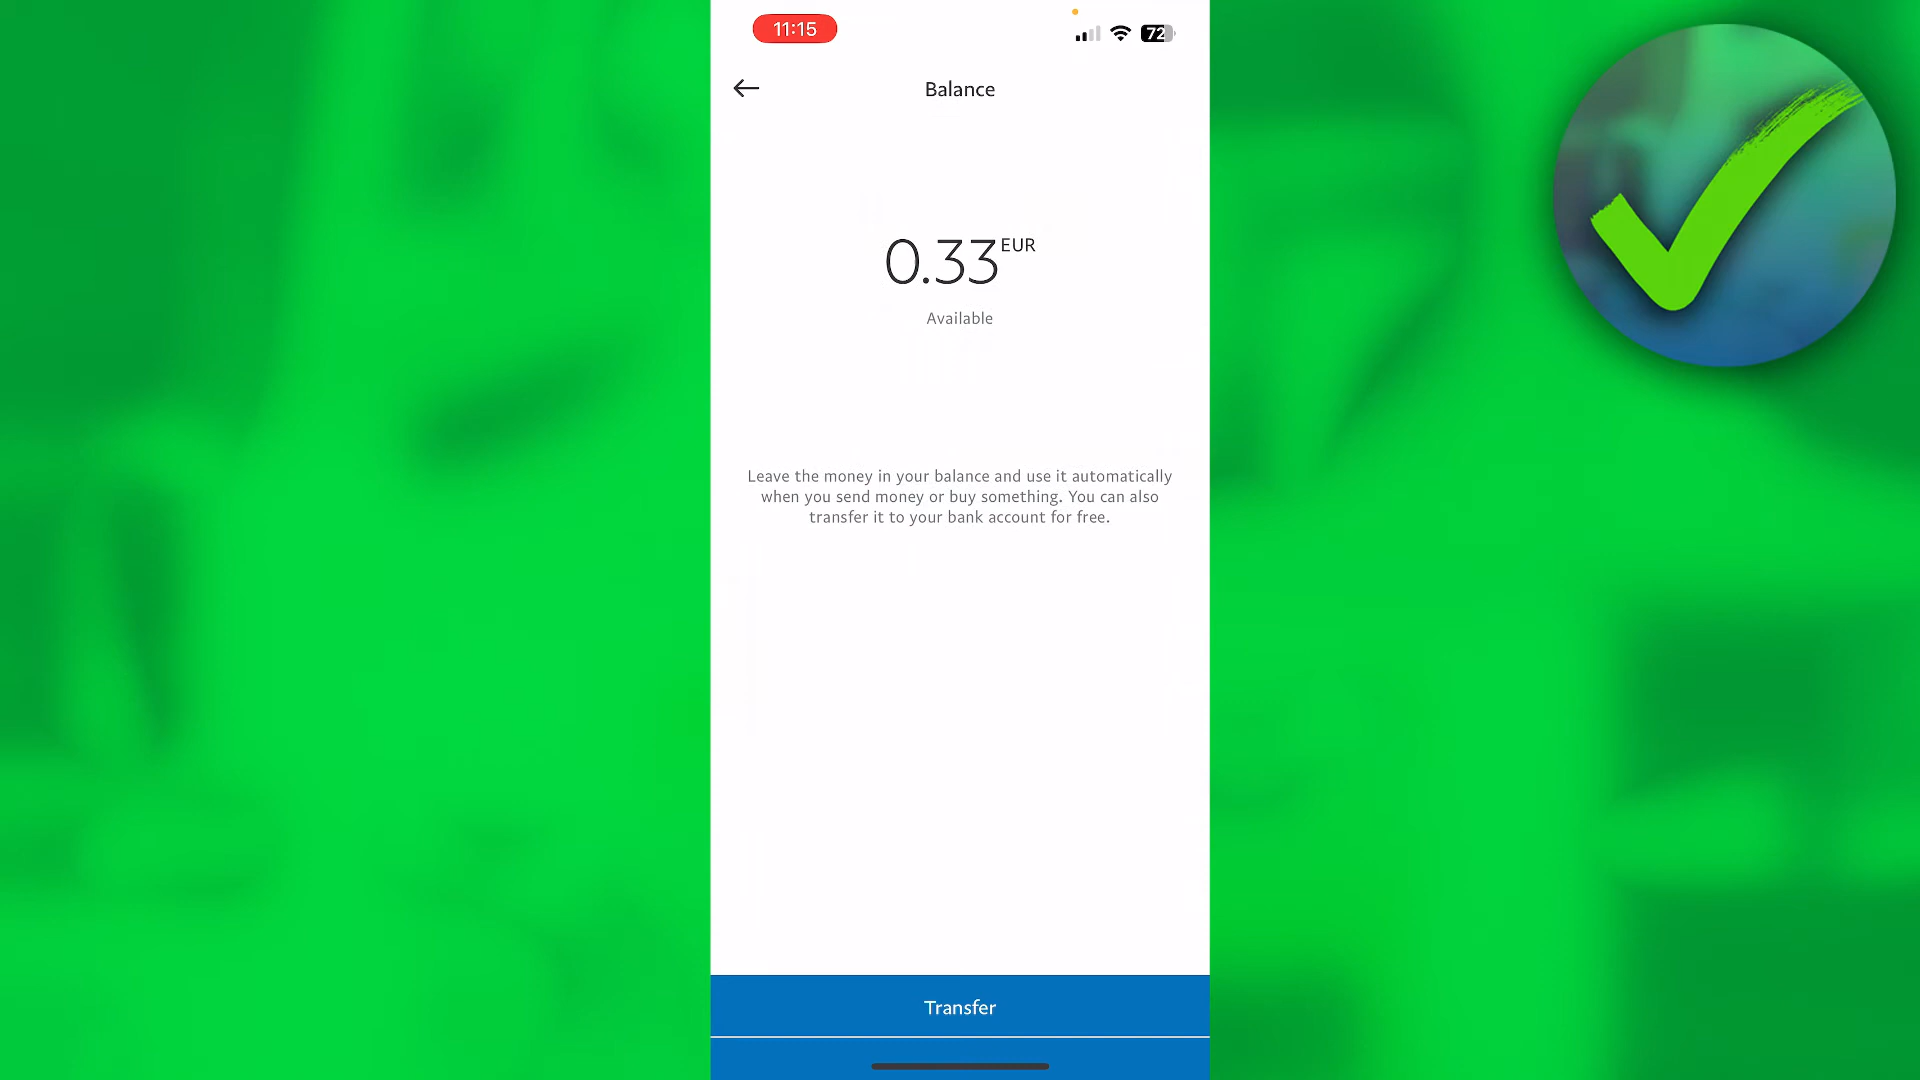 11:15
72
Balance
0.33 EUR
Available
Leave the money in your balance and use it automatically
when you send money or buy something. You can also
transfer it to your bank account for free.
Transfer